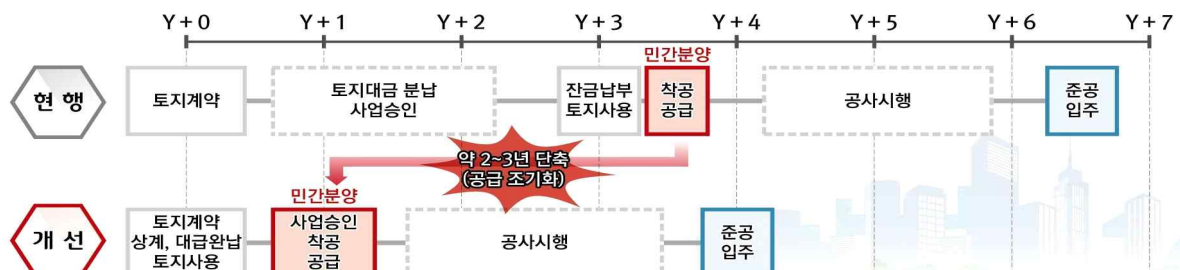 Y + 0 Y + 1 Y + 2 Y + 3 Y + 4 Y + 5 Y + 6 Y + 7
민간분양
현 행
토지계약
토지대금 분납
사업승인
잔금납부
토지사용
착공
공급
공사시행
준공
입주
약 2~3년 단축
(공급 조기화)
민간분양
개 선
토지계약
상계, 대급완납
토지사용
사업승인
착공
공급
공사시행
준공
입주